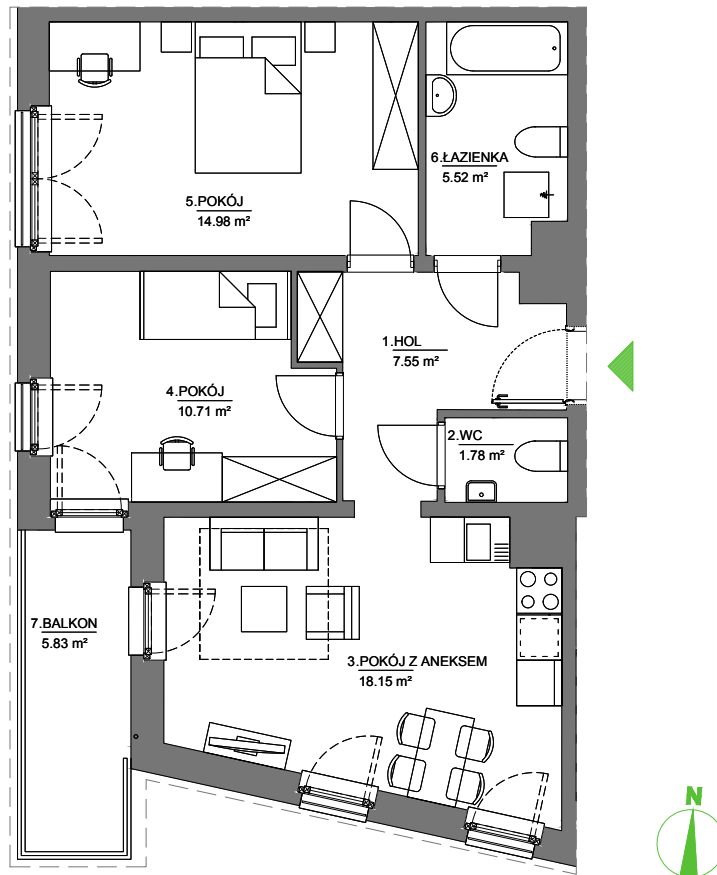 5.POKÓJ
14.98 m²
6.ŁAZIENKA
5.52 m²
1.HOL
7.55 m²
4.POKÓJ
10.71 m²
2.WC
1.78 m²
7.BALKON
5.83 m²
3.POKÓJ Z ANEKSEM
18.15 m²
N